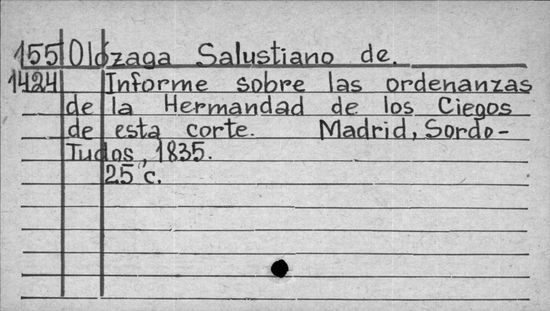 155 Olózaga Salustiano de.
1424 Informe sobre las ordenanzas
de la Hermandad de los Ciegos
de esta corte. Madrid, Sordo-
Tudos, 1835.
25 c.